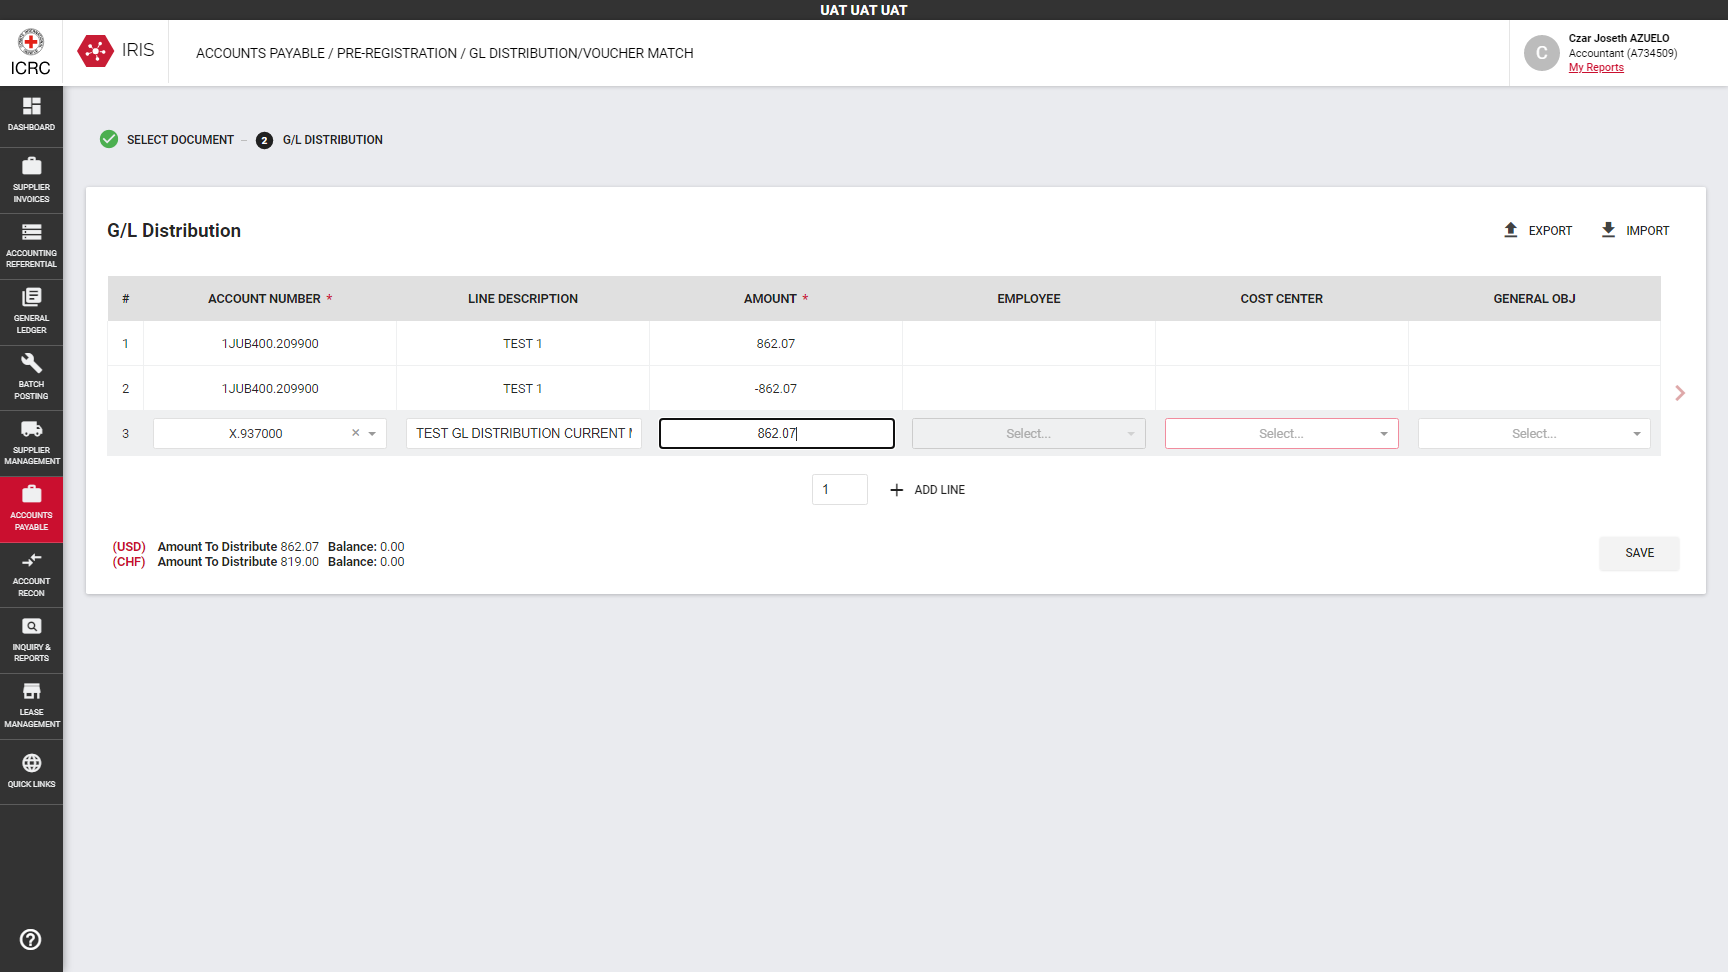 UAT UAT UAT
ICRC
IRIS
ACCOUNTS PAYABLE / PRE-REGISTRATION / GL DISTRIBUTION/VOUCHER MATCH
C
Czar Joseth AZUELO
Accountant (A734509)
My Reports
DASHBOARD
SUPPLIER
INVOICES
ACCOUNTING
REFERENTIAL
GENERAL
LEDGER
BATCH
POSTING
SUPPLIER
MANAGEMENT
ACCOUNTS
PAYABLE
ACCOUNT
RECON
INQUIRY &
REPORTS
LEASE
MANAGEMENT
QUICK LINKS
SELECT DOCUMENT
2 G/L DISTRIBUTION
G/L Distribution
EXPORT
IMPORT
# ACCOUNT NUMBER * LINE DESCRIPTION AMOUNT * EMPLOYEE COST CENTER GENERAL OBJ
1 1JUB400.209900 TEST 1 862.07
2 1JUB400.209900 TEST 1 -862.07
3 X.937000 TEST GL DISTRIBUTION CURRENT 862.07 Select... Select... Select...
1 ADD LINE
(USD) Amount To Distribute 862.07 Balance: 0.00
(CHF) Amount To Distribute 819.00 Balance: 0.00
SAVE